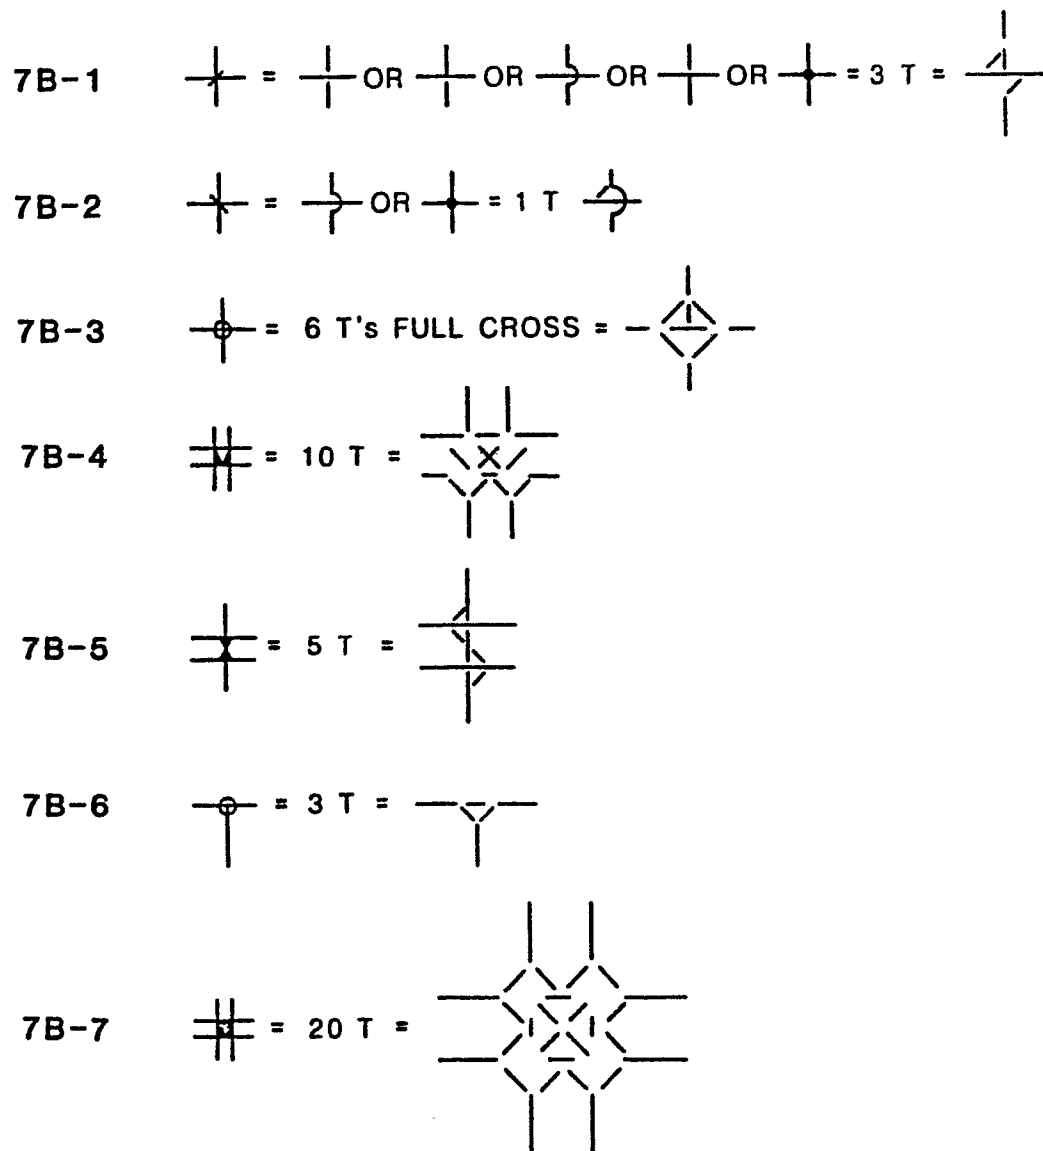 7B-1 = OR OR OR OR = 3 T =
7B-2 = OR = 1 T
7B-3 = 6 T's FULL CROSS =
7B-4 = 10 T =
7B-5 = 5 T =
7B-6 = 3 T =
7B-7 = 20 T =